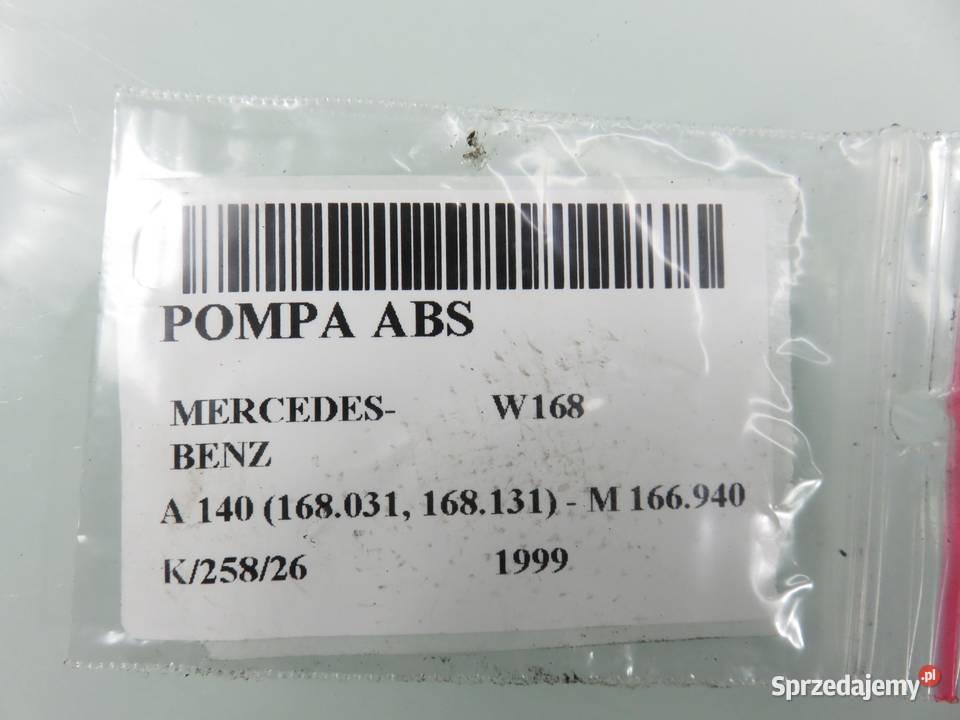 POMPA ABS
MERCEDES- W168
BENZ
A 140 (168.031, 168.131) - M 166.940
K/258/26 1999
Sprzedajemy.pl